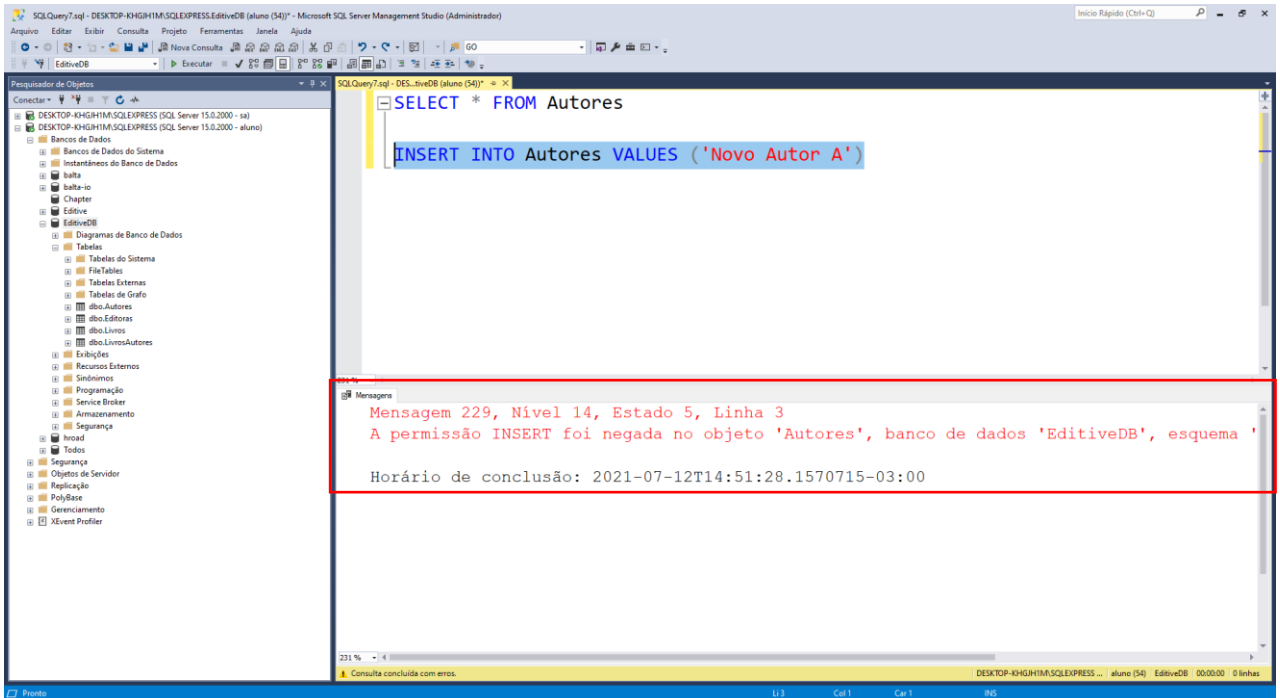 SQLQuery7.sql - DESKTOP-KHGJH1M\SQLEXPRESS.EditiveDB (aluno (54))* - Microsoft SQL Server Management Studio (Administrador)
Início Rápido (Ctrl+Q)
Arquivo Editar Exibir Consulta Projeto Ferramentas Janela Ajuda
Nova Consulta GO
EditiveDB Executar
Pesquisador de Objetos
SQLQuery7.sql - DES...tiveDB (aluno (54))*
Conectar
DESKTOP-KHGJH1M\SQLEXPRESS (SQL Server 15.0.2000 - sa)
DESKTOP-KHGJH1M\SQLEXPRESS (SQL Server 15.0.2000 - aluno)
Bancos de Dados
Bancos de Dados do Sistema
Instantâneos do Banco de Dados
balta
balta-io
Chapter
Editive
EditiveDB
Diagramas de Banco de Dados
Tabelas
Tabelas do Sistema
FileTables
Tabelas Externas
Tabelas de Grafo
dbo.Autores
dbo.Editoras
dbo.Livros
dbo.LivrosAutores
Exibições
Recursos Externos
Sinônimos
Programação
Service Broker
Armazenamento
Segurança
hroad
Todos
Segurança
Objetos de Servidor
Replicação
PolyBase
Gerenciamento
XEvent Profiler
SELECT * FROM Autores
INSERT INTO Autores VALUES ('Novo Autor A')
231 %
Mensagens
Mensagem 229, Nível 14, Estado 5, Linha 3
A permissão INSERT foi negada no objeto 'Autores', banco de dados 'EditiveDB', esquema '
Horário de conclusão: 2021-07-12T14:51:28.1570715-03:00
231 %
Consulta concluída com erros.
DESKTOP-KHGJH1M\SQLEXPRESS ... aluno (54) EditiveDB 00:00:00 0 linhas
Pronto
Li 3 Col 1 Car 1 INS